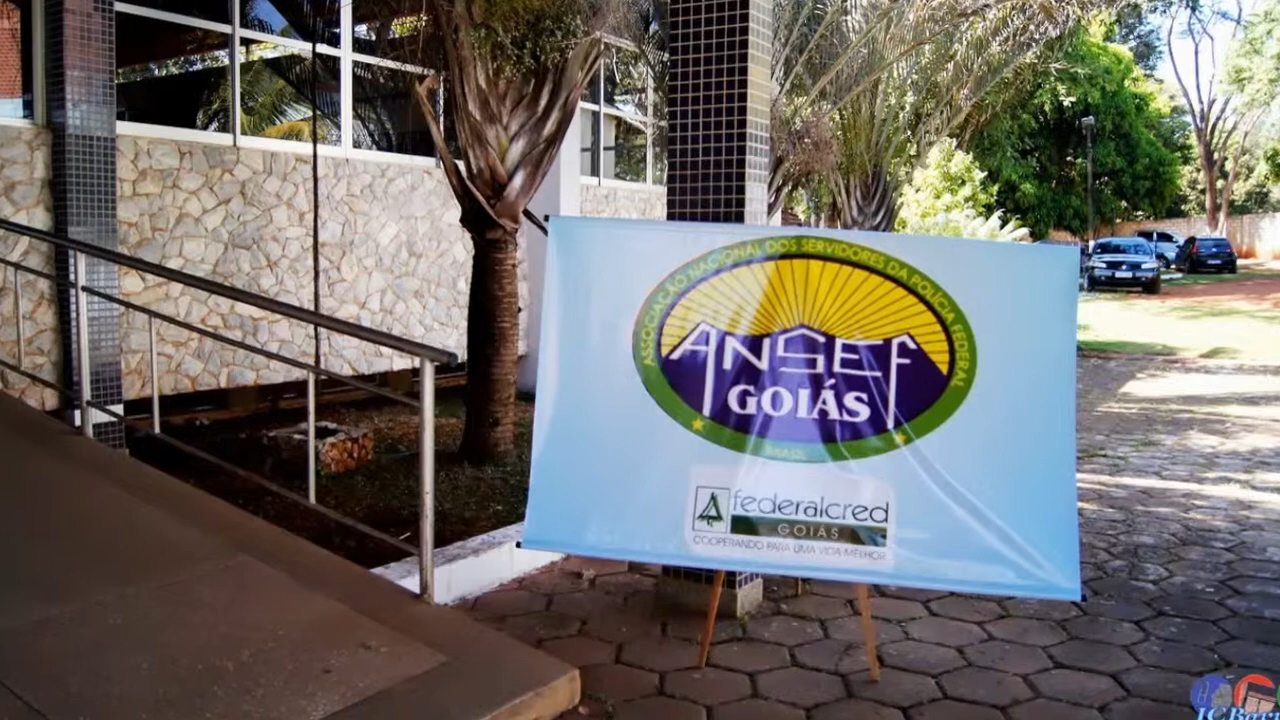 ASSOCIAÇÃO NACIONAL DOS SERVIDORES DA POLÍCIA FEDERAL
ANSEF
GOIÁS
BRASIL
federalcred
GOIÁS
COOPERANDO PARA UMA VIDA MELHOR